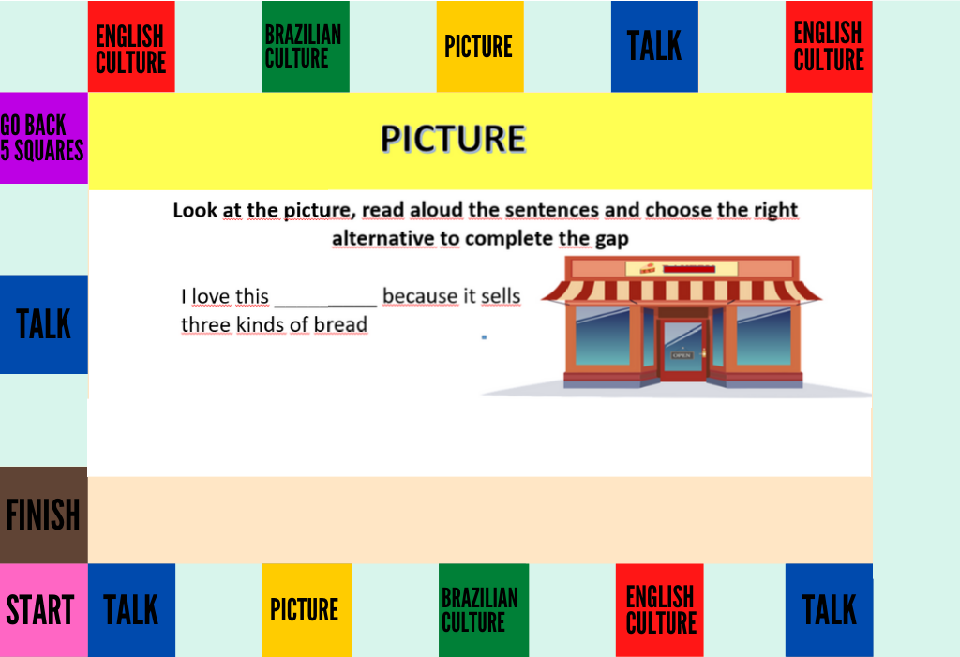 ENGLISH
CULTURE
BRAZILIAN
CULTURE
PICTURE
TALK
ENGLISH
CULTURE
GO BACK
5 SQUARES
PICTURE
Look at the picture, read aloud the sentences and choose the right
alternative to complete the gap
I love this __________ because it sells
three kinds of bread
OPEN
TALK
FINISH
START
TALK
PICTURE
BRAZILIAN
CULTURE
ENGLISH
CULTURE
TALK